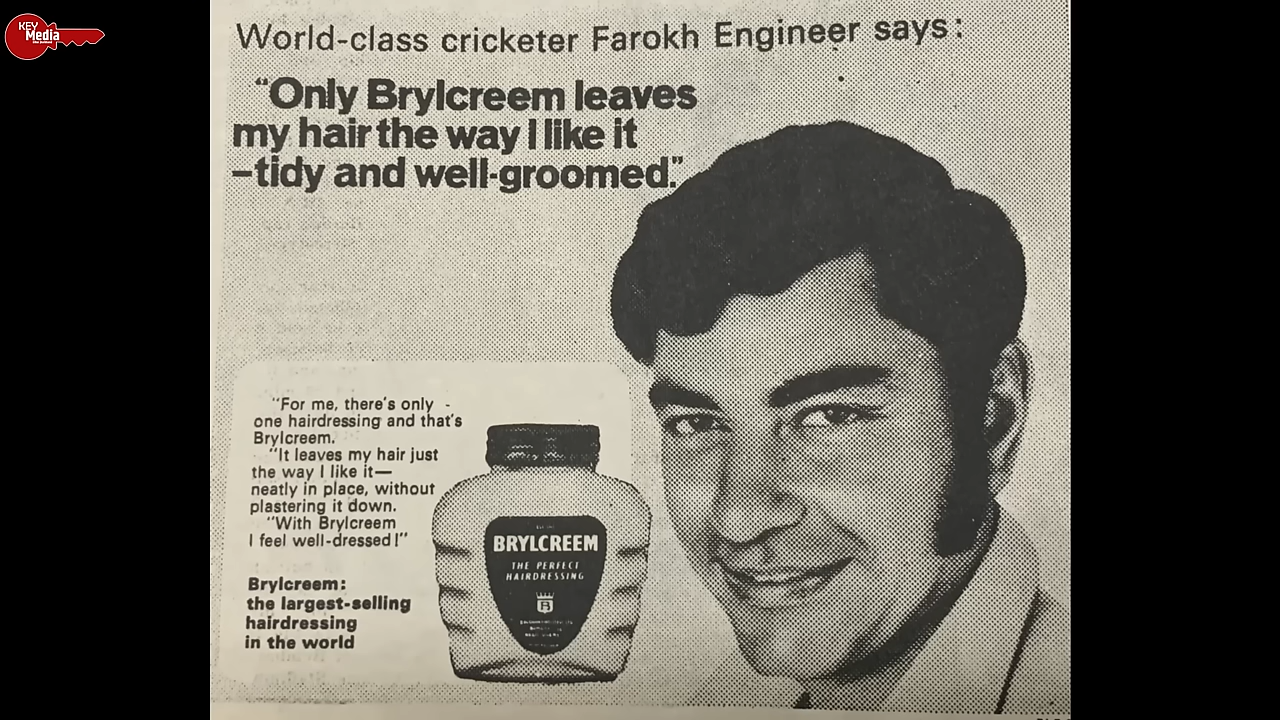 KEY
Media
World-class cricketer Farokh Engineer says:
"Only Brylcreem leaves
my hair the way I like it
–tidy and well-groomed."
"For me, there's only -
one hairdressing and that's
Brylcreem.
"It leaves my hair just
the way I like it—
neatly in place, without
plastering it down.
"With Brylcreem
I feel well-dressed!"
Brylcreem:
the largest-selling
hairdressing
in the world
BRYLCREEM
THE PERFECT
HAIRDRESSING
B